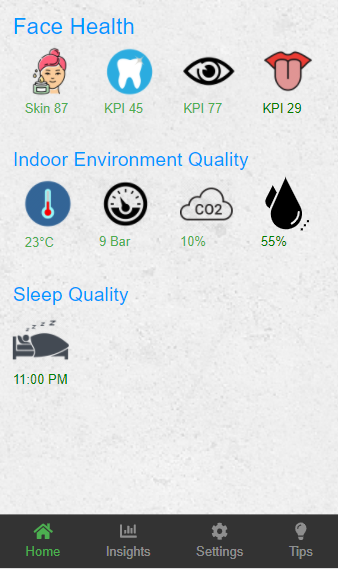 Face Health
Skin 87 KPI 45 KPI 77 KPI 29
Indoor Environment Quality
CO2
23°C 9 Bar 10% 55%
Sleep Quality
z z z z
11:00 PM
Home Insights Settings Tips